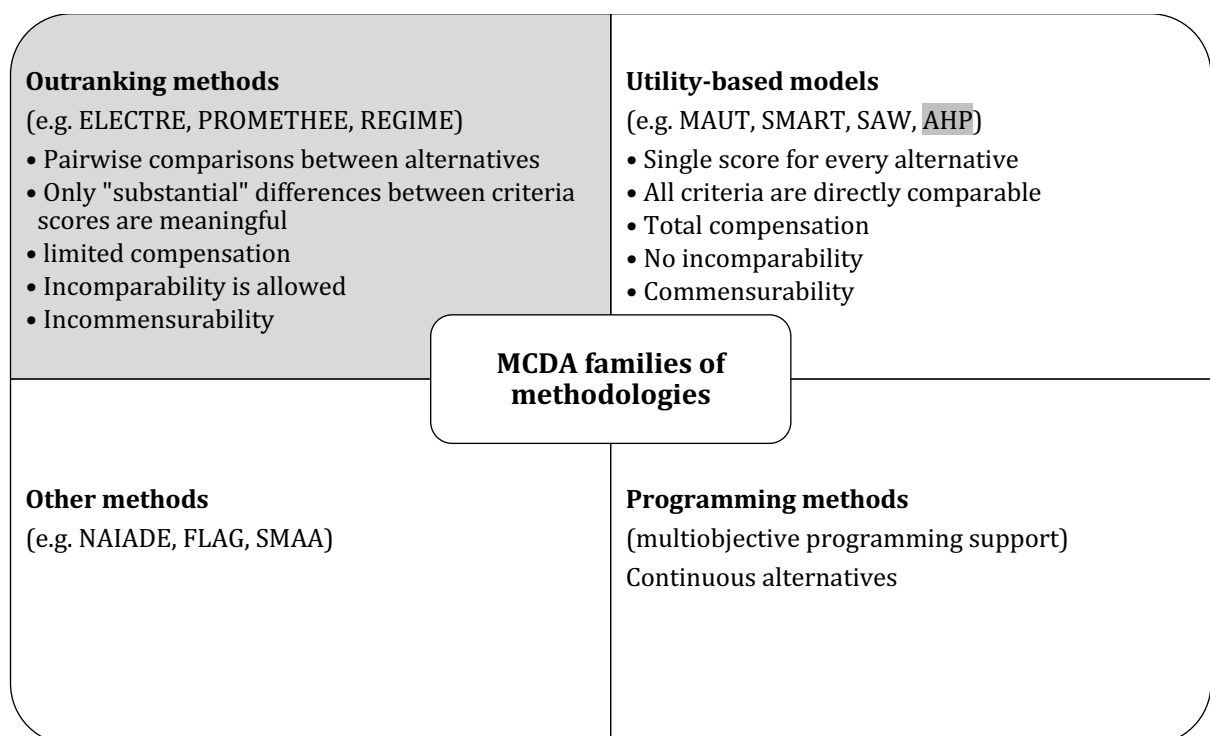 Outranking methods
(e.g. ELECTRE, PROMETHEE, REGIME)
• Pairwise comparisons between alternatives
• Only "substantial" differences between criteria
scores are meaningful
• limited compensation
• Incomparability is allowed
• Incommensurability
Utility-based models
(e.g. MAUT, SMART, SAW, AHP)
• Single score for every alternative
• All criteria are directly comparable
• Total compensation
• No incomparability
• Commensurability
MCDA families of
methodologies
Other methods
(e.g. NAIADE, FLAG, SMAA)
Programming methods
(multiobjective programming support)
Continuous alternatives